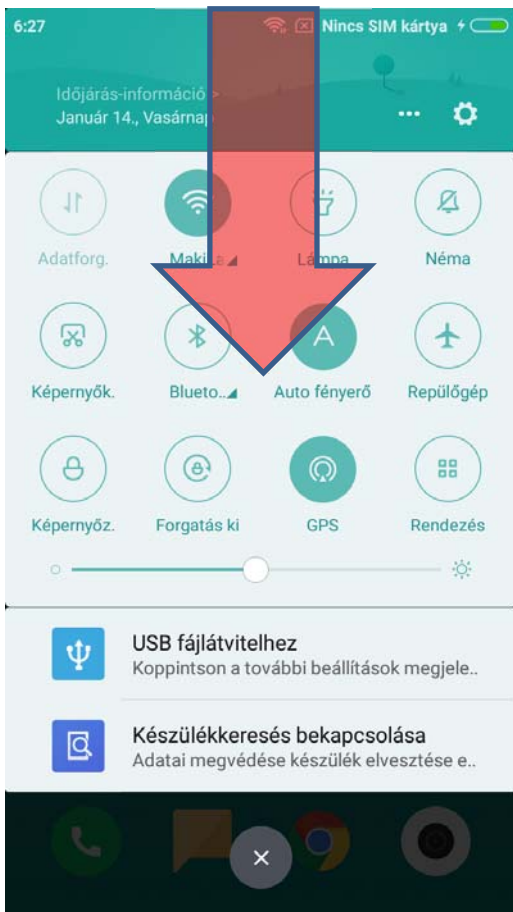 6:27 Nincs SIM kártya
Időjárás-információ >
Január 14., Vasárnap
Adatforg.
Lámpa
Néma
Képernyők.
Blueto..
Auto fényerő
Repülőgép
Képernyőz.
Forgatás ki
GPS
Rendezés
USB fájlátvitelhez
Koppintson a további beállítások megjele..
Készülékkeresés bekapcsolása
Adatai megvédése készülék elvesztése e..